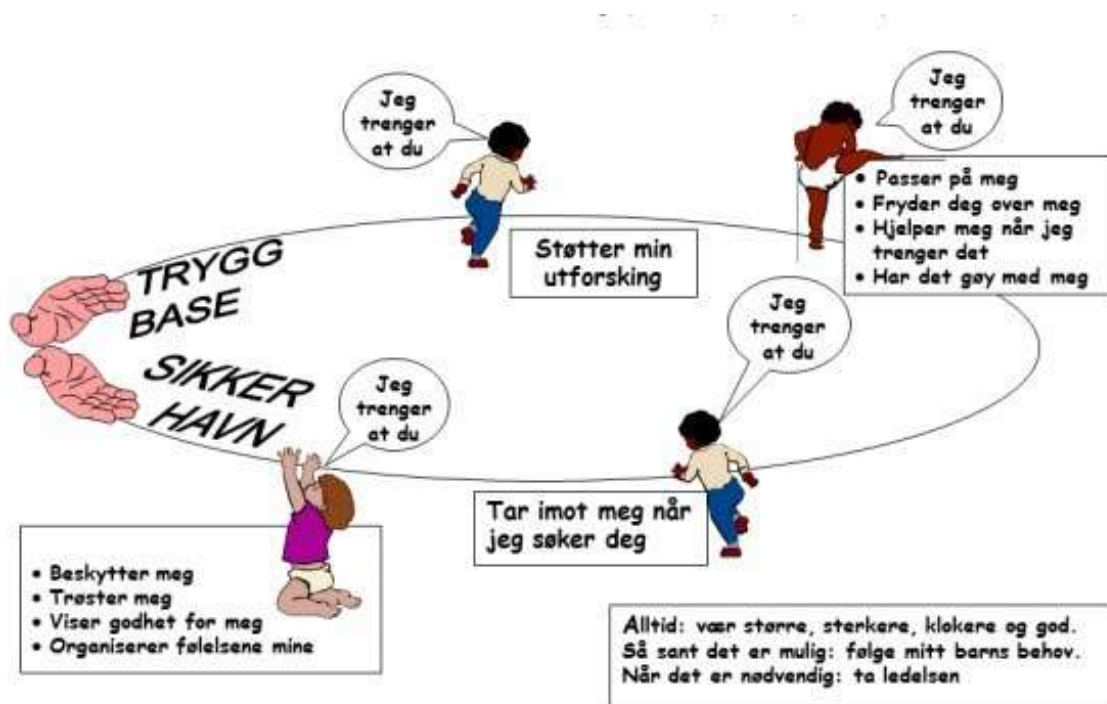 Jeg
trenger
at du
Jeg
trenger
at du
• Passer på meg
• Fryder deg over meg
• Hjelper meg når jeg
trenger det
• Har det gøy med meg
Støtter min
utforsking
TRYGG
BASE
SIKKER
HAVN
Jeg
trenger
at du
Jeg
trenger
at du
Tar imot meg når
jeg søker deg
• Beskytter meg
• Trøster meg
• Viser godhet for meg
• Organiserer følelsene mine
Alltid: vær større, sterkere, klokere og god.
Så sant det er mulig: følge mitt barns behov.
Når det er nødvendig: ta ledelsen